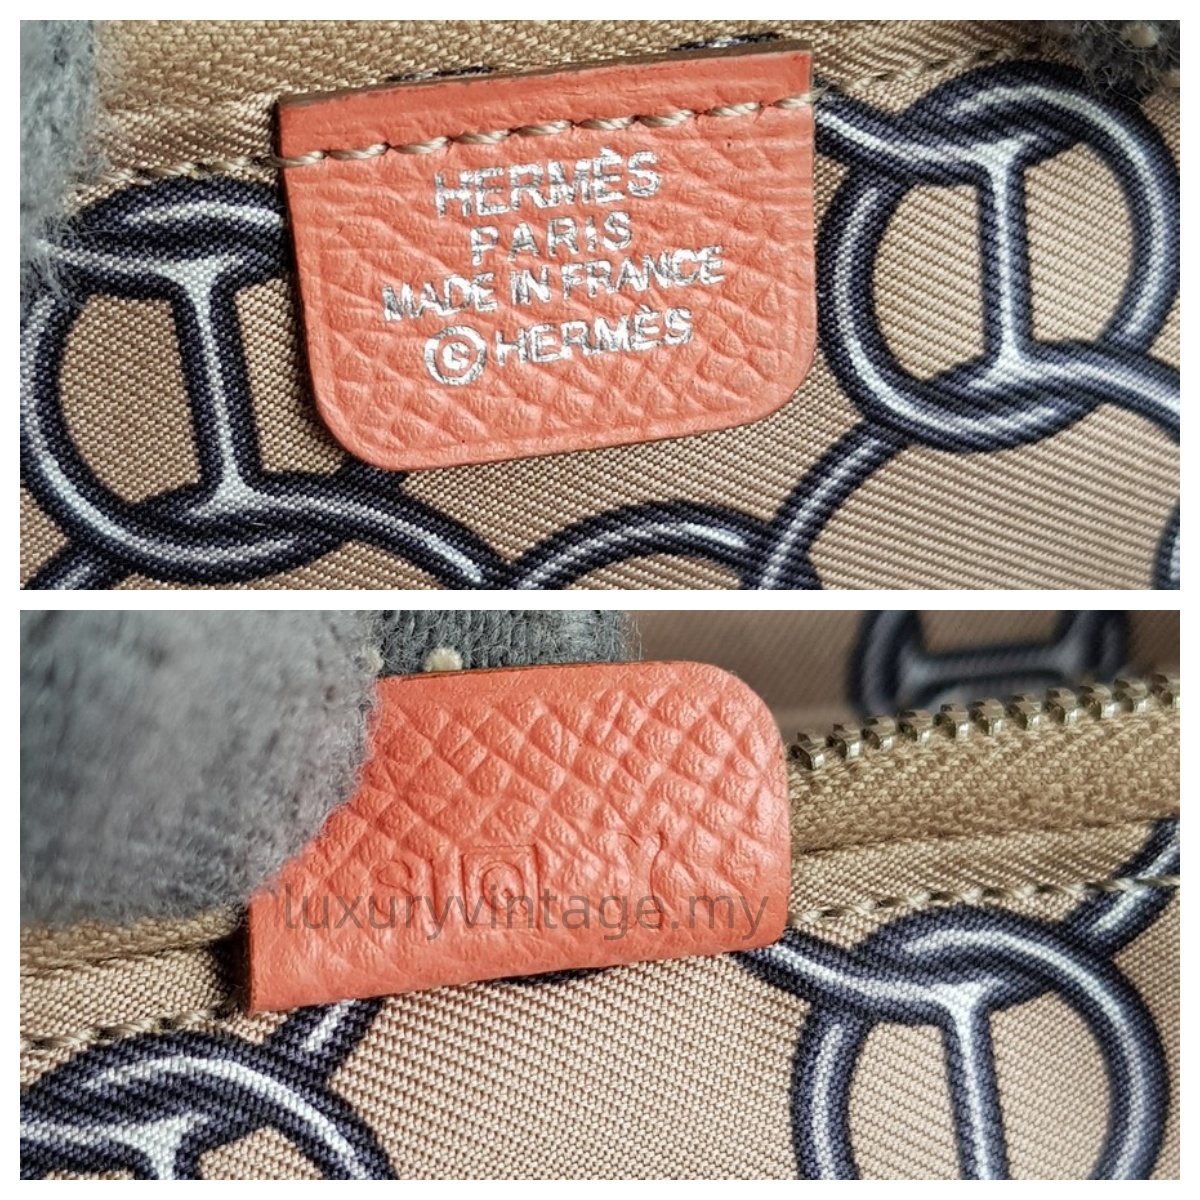 HERMÈS
PARIS
MADE IN FRANCE
©HERMÈS
luxuryvintage.my